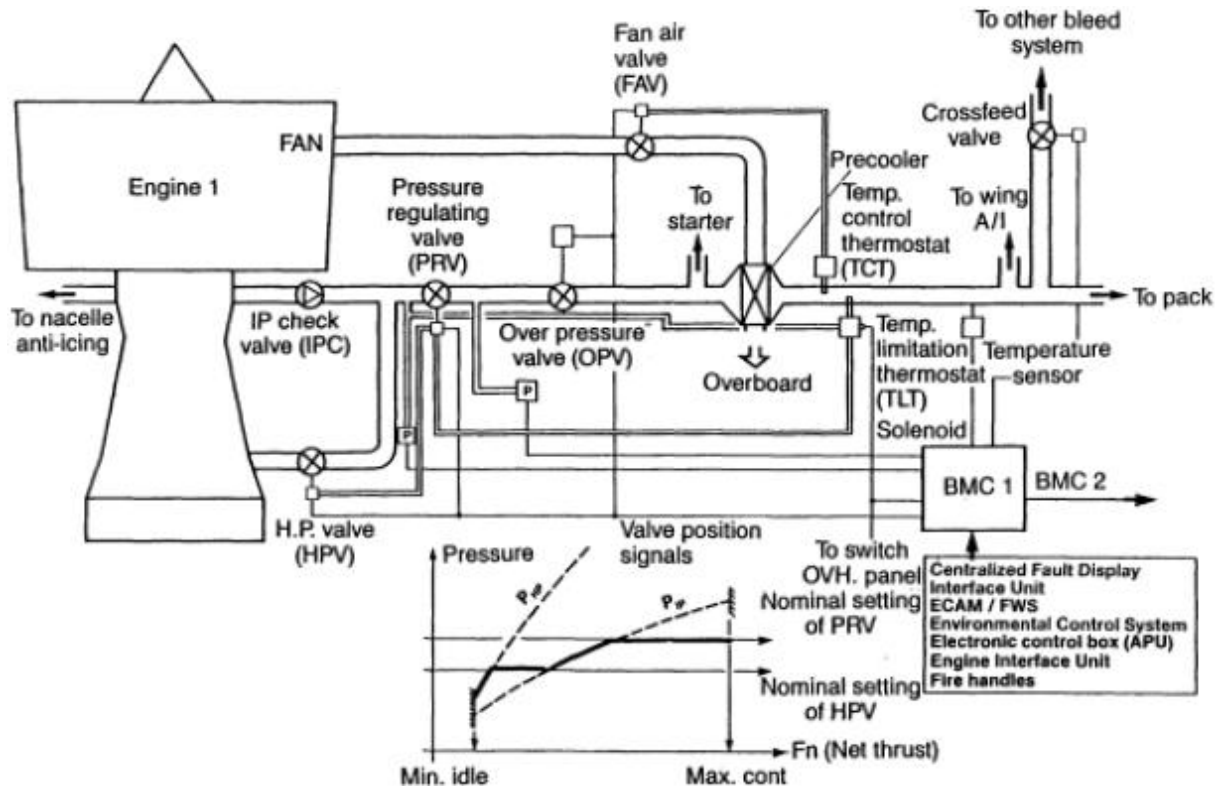 Fan air
valve
(FAV)
To other bleed
system
Crossfeed
valve
FAN
Engine 1
Precooler
Pressure
regulating
valve
(PRV)
To
starter
Temp.
control
thermostat
(TCT)
To wing
A/I
To pack
To nacelle
anti-icing
IP check
valve (IPC)
Over pressure
valve (OPV)
Overboard
Temp.
limitation
thermostat
(TLT)
Temperature
sensor
P
P
Solenoid
BMC 1
BMC 2
H.P. valve
(HPV)
Valve position
signals
To switch
OVH. panel
Pressure
P HP
P IP
Nominal setting
of PRV
Nominal setting
of HPV
Fn (Net thrust)
Min. idle
Max. cont
Centralized Fault Display
Interface Unit
ECAM / FWS
Environmental Control System
Electronic control box (APU)
Engine Interface Unit
Fire handles